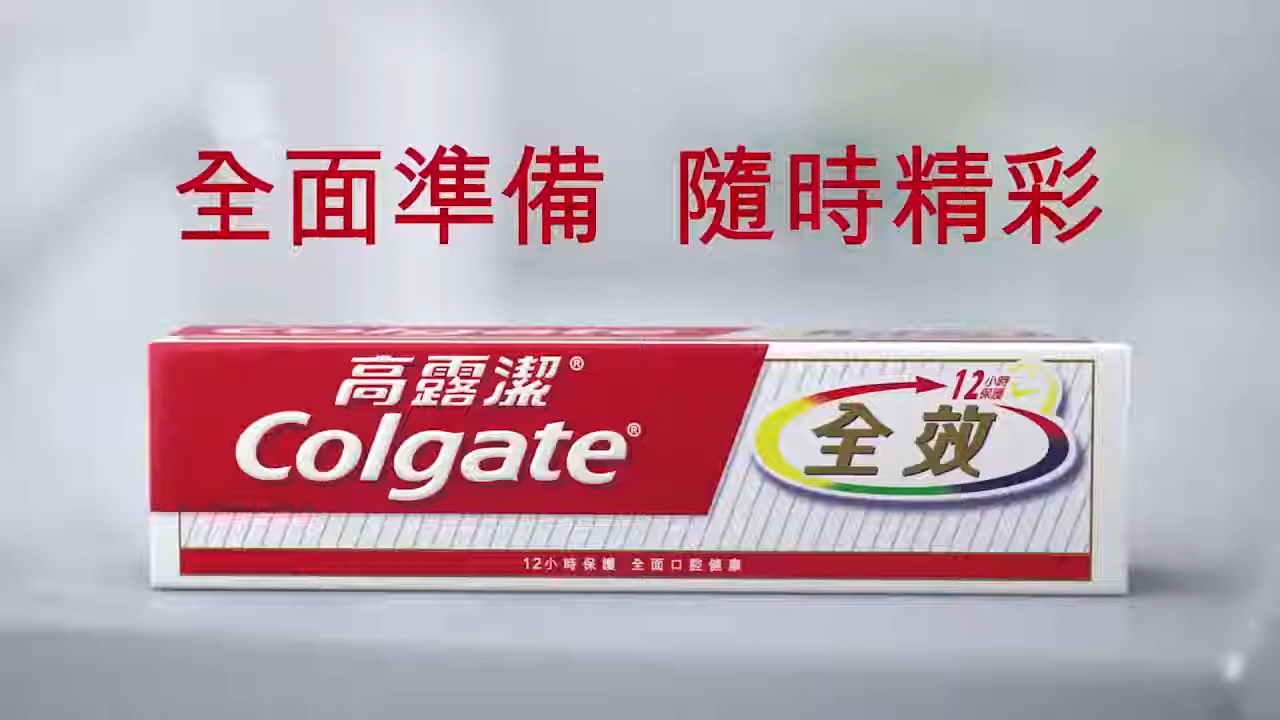 全面準備 隨時精彩
高露潔®
Colgate®
12小時保護
全效
12小時保護 全面口腔健康